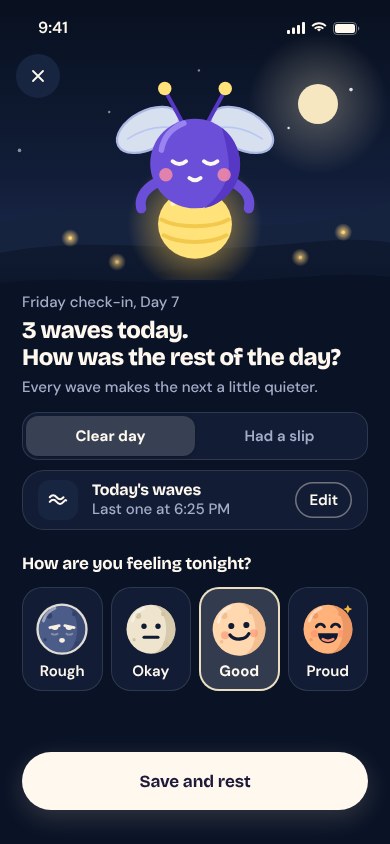 9:41
Friday check-in, Day 7
3 waves today.
How was the rest of the day?
Every wave makes the next a little quieter.
Clear day
Had a slip
Today's waves
Last one at 6:25 PM
Edit
How are you feeling tonight?
Rough
Okay
Good
Proud
Save and rest